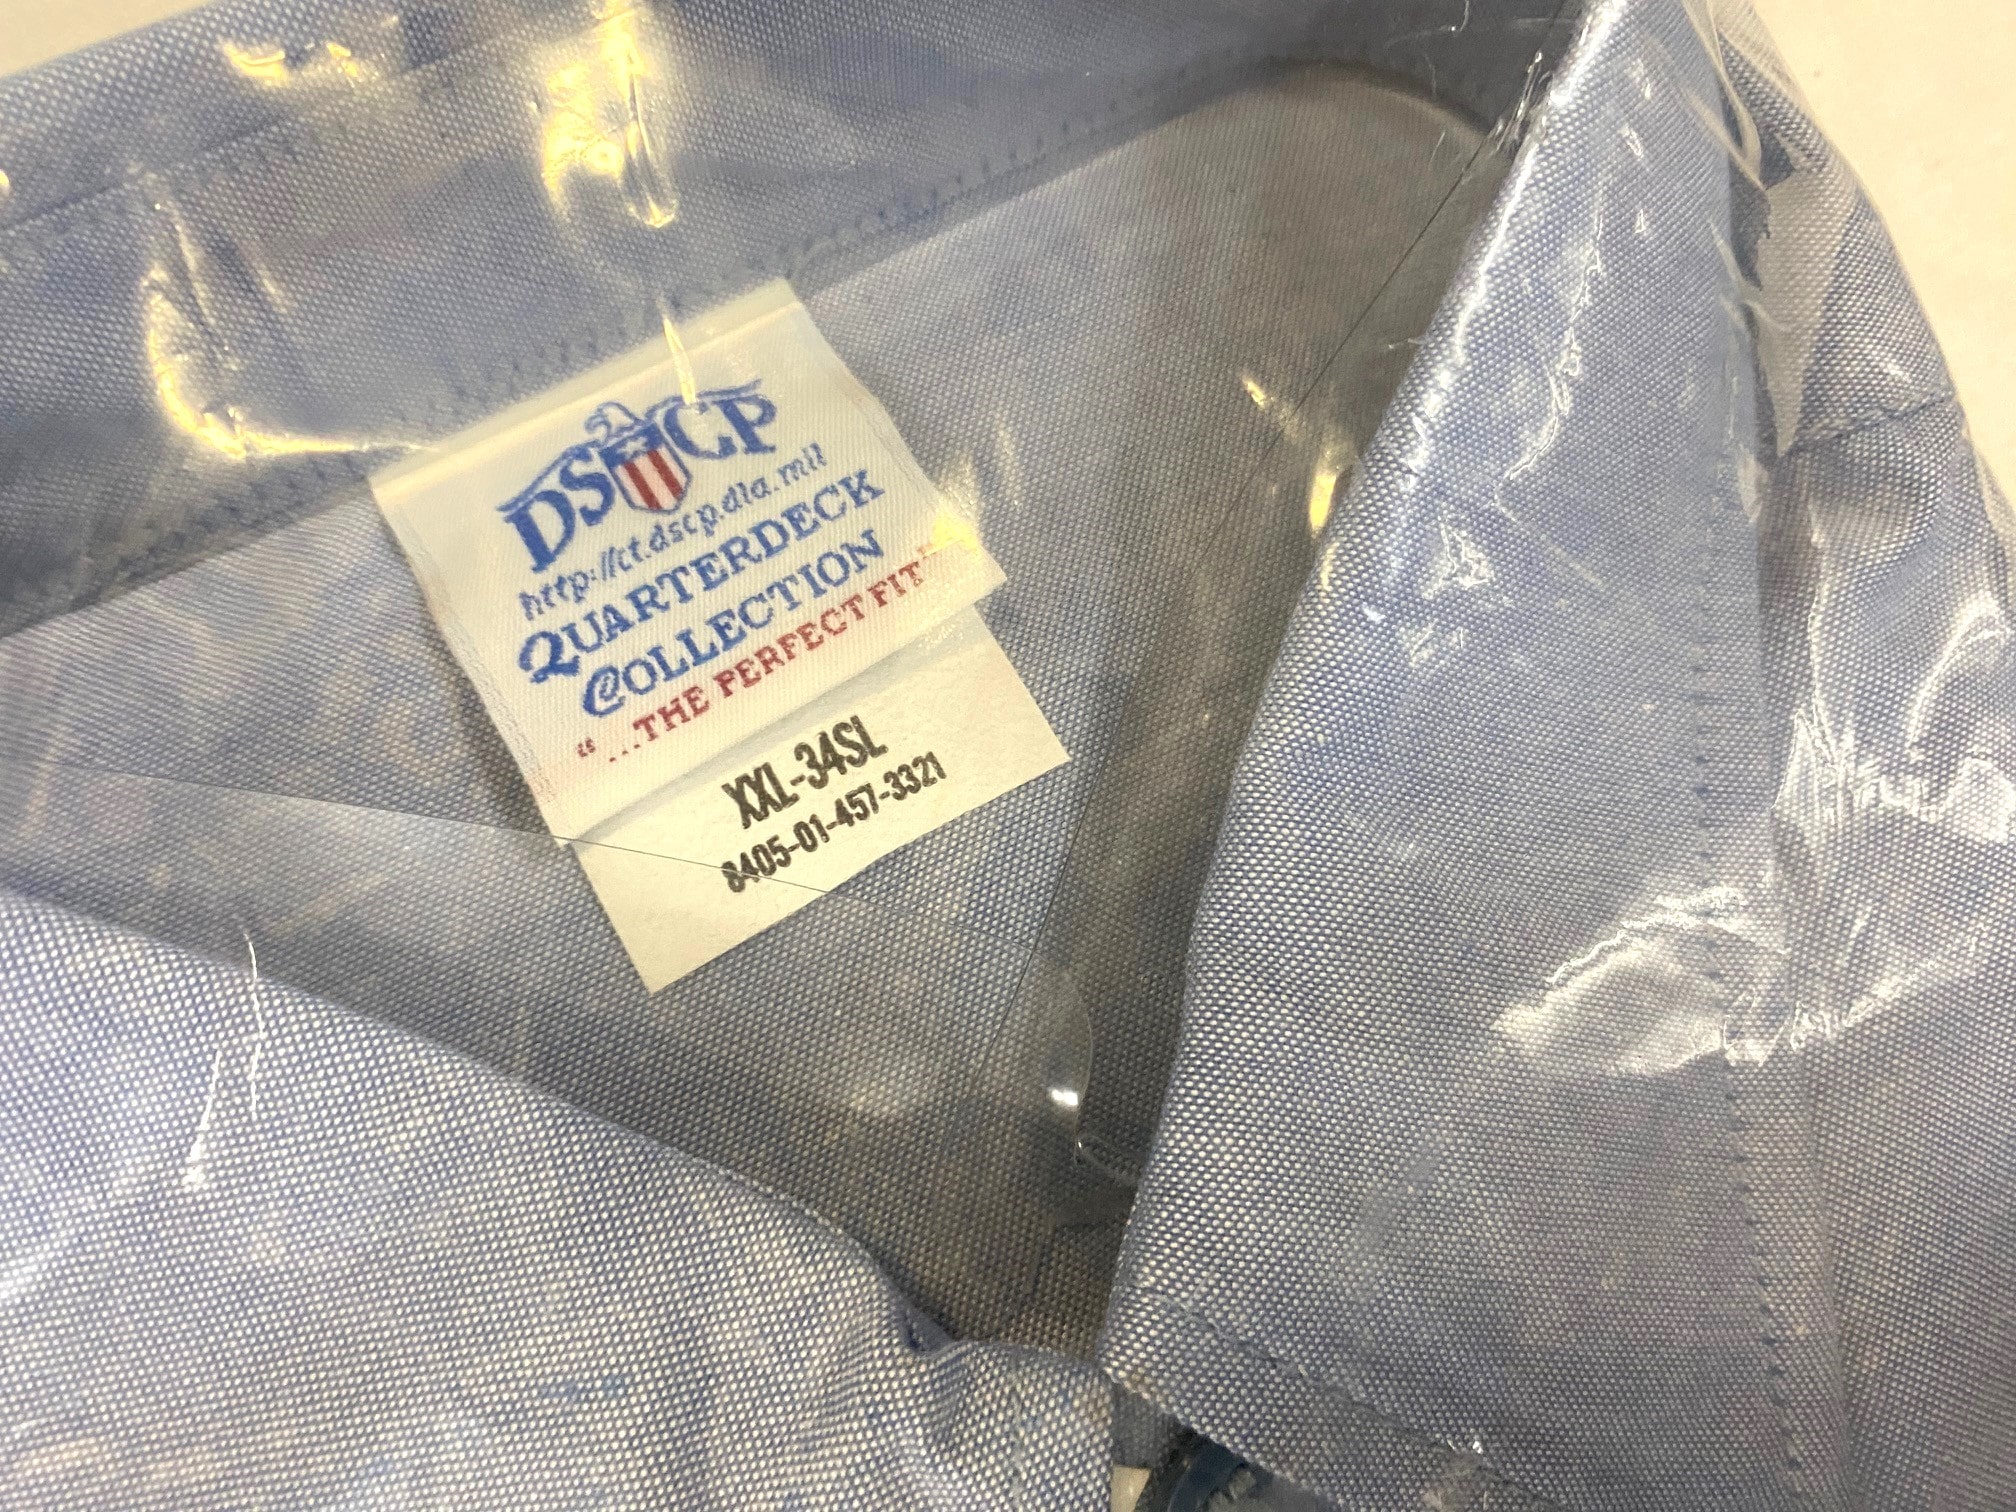 DSCP
http://ct.dscp.dla.mil
QUARTERDECK
COLLECTION
"...THE PERFECT FIT"
XXL-34SL
8405-01-457-3321